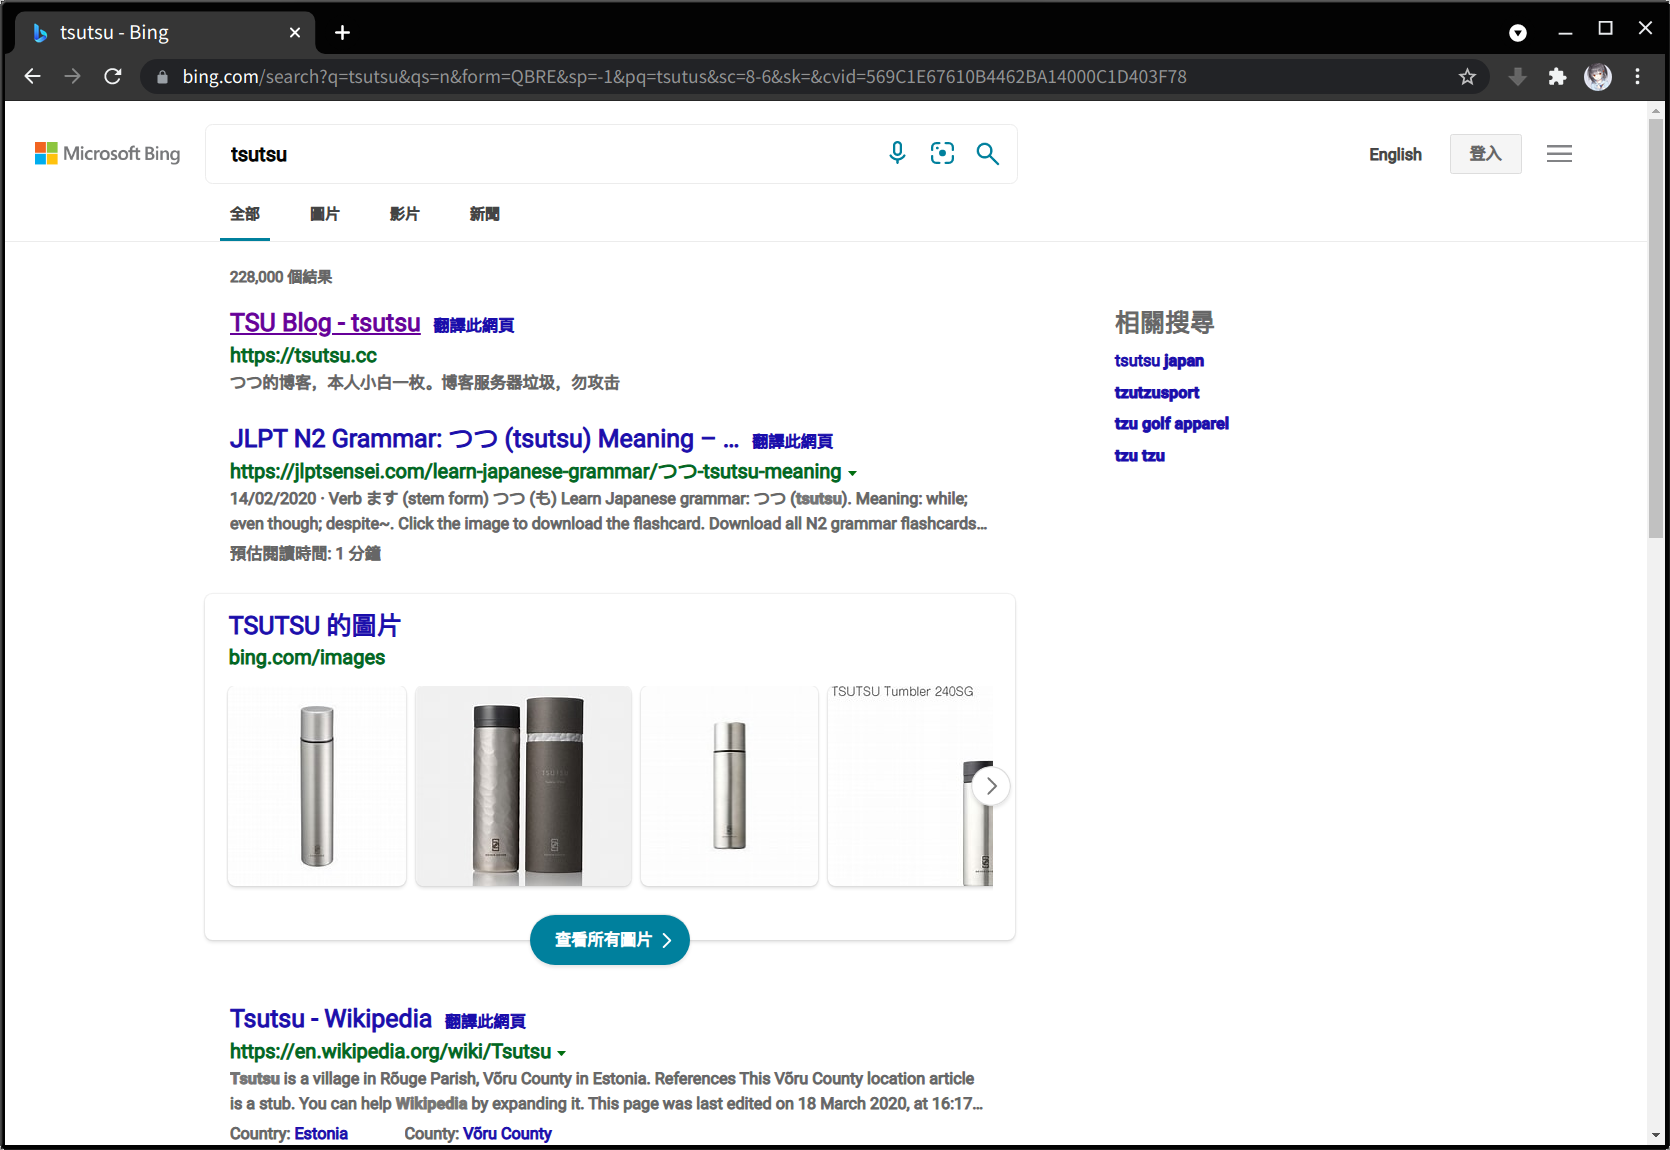 tsutsu - Bing
bing.com/search?q=tsutsu&qs=n&form=QBRE&sp=-1&pq=tsutus&sc=8-6&sk=&cvid=569C1E67610B4462BA14000C1D403F78
Microsoft Bing
tsutsu
English
登入
全部
圖片
影片
新聞
228,000 個結果
TSU Blog - tsutsu 翻譯此網頁
https://tsutsu.cc
つつ的博客，本人小白一枚。博客服务器垃圾，勿攻击
JLPT N2 Grammar: つつ (tsutsu) Meaning – ... 翻譯此網頁
https://jlptsensei.com/learn-japanese-grammar/つつ-tsutsu-meaning
14/02/2020 · Verb ます (stem form) つつ (も) Learn Japanese grammar: つつ (tsutsu). Meaning: while;
even though; despite~. Click the image to download the flashcard. Download all N2 grammar flashcards...
預估閱讀時間: 1 分鐘
TSUTSU 的圖片
bing.com/images
TSUTSU Tumbler 240SG
TSUTSU
查看所有圖片
Tsutsu - Wikipedia 翻譯此網頁
https://en.wikipedia.org/wiki/Tsutsu
Tsutsu is a village in Rõuge Parish, Võru County in Estonia. References This Võru County location article
is a stub. You can help Wikipedia by expanding it. This page was last edited on 18 March 2020, at 16:17...
Country: Estonia
County: Võru County
相關搜尋
tsutsu japan
tzutzusport
tzu golf apparel
tzu tzu